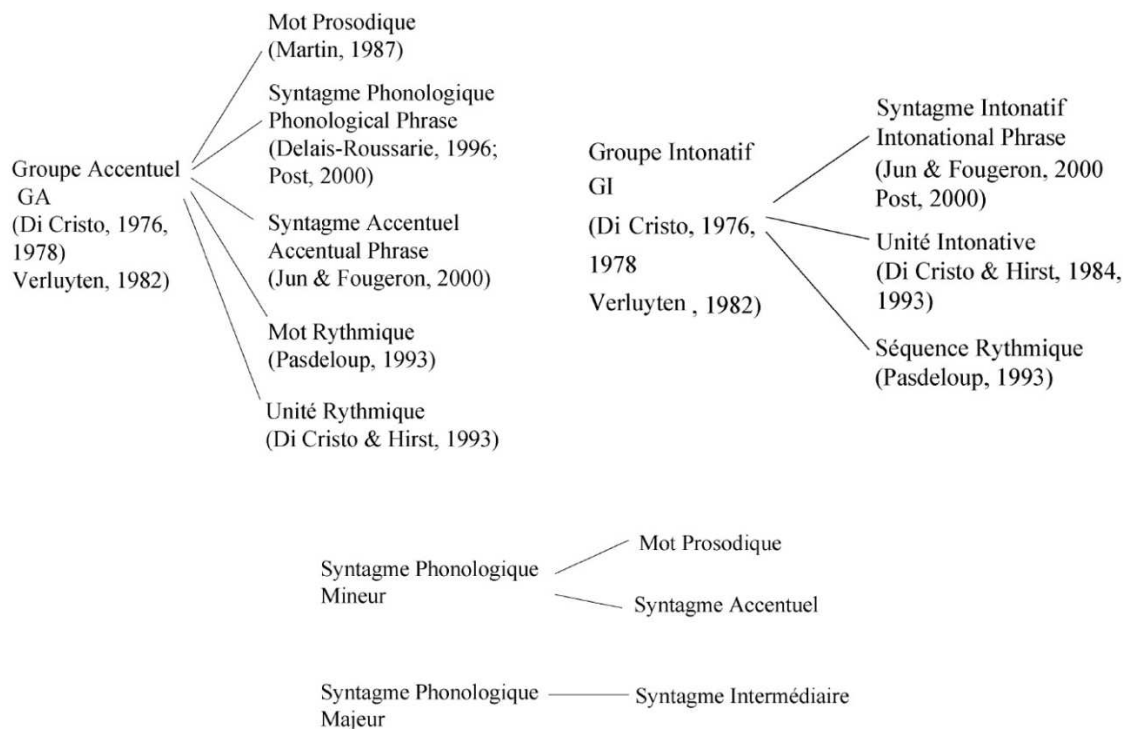 Groupe Accentuel
GA
(Di Cristo, 1976,
1978)
Verluyten, 1982)
Mot Prosodique
(Martin, 1987)
Syntagme Phonologique
Phonological Phrase
(Delais-Roussarie, 1996;
Post, 2000)
Syntagme Accentuel
Accentual Phrase
(Jun & Fougeron, 2000)
Mot Rythmique
(Pasdeloup, 1993)
Unité Rythmique
(Di Cristo & Hirst, 1993)
Groupe Intonatif
GI
(Di Cristo, 1976,
1978
Verluyten , 1982)
Syntagme Intonatif
Intonational Phrase
(Jun & Fougeron, 2000
Post, 2000)
Unité Intonative
(Di Cristo & Hirst, 1984,
1993)
Séquence Rythmique
(Pasdeloup, 1993)
Syntagme Phonologique
Mineur
Mot Prosodique
Syntagme Accentuel
Syntagme Phonologique
Majeur
Syntagme Intermédiaire